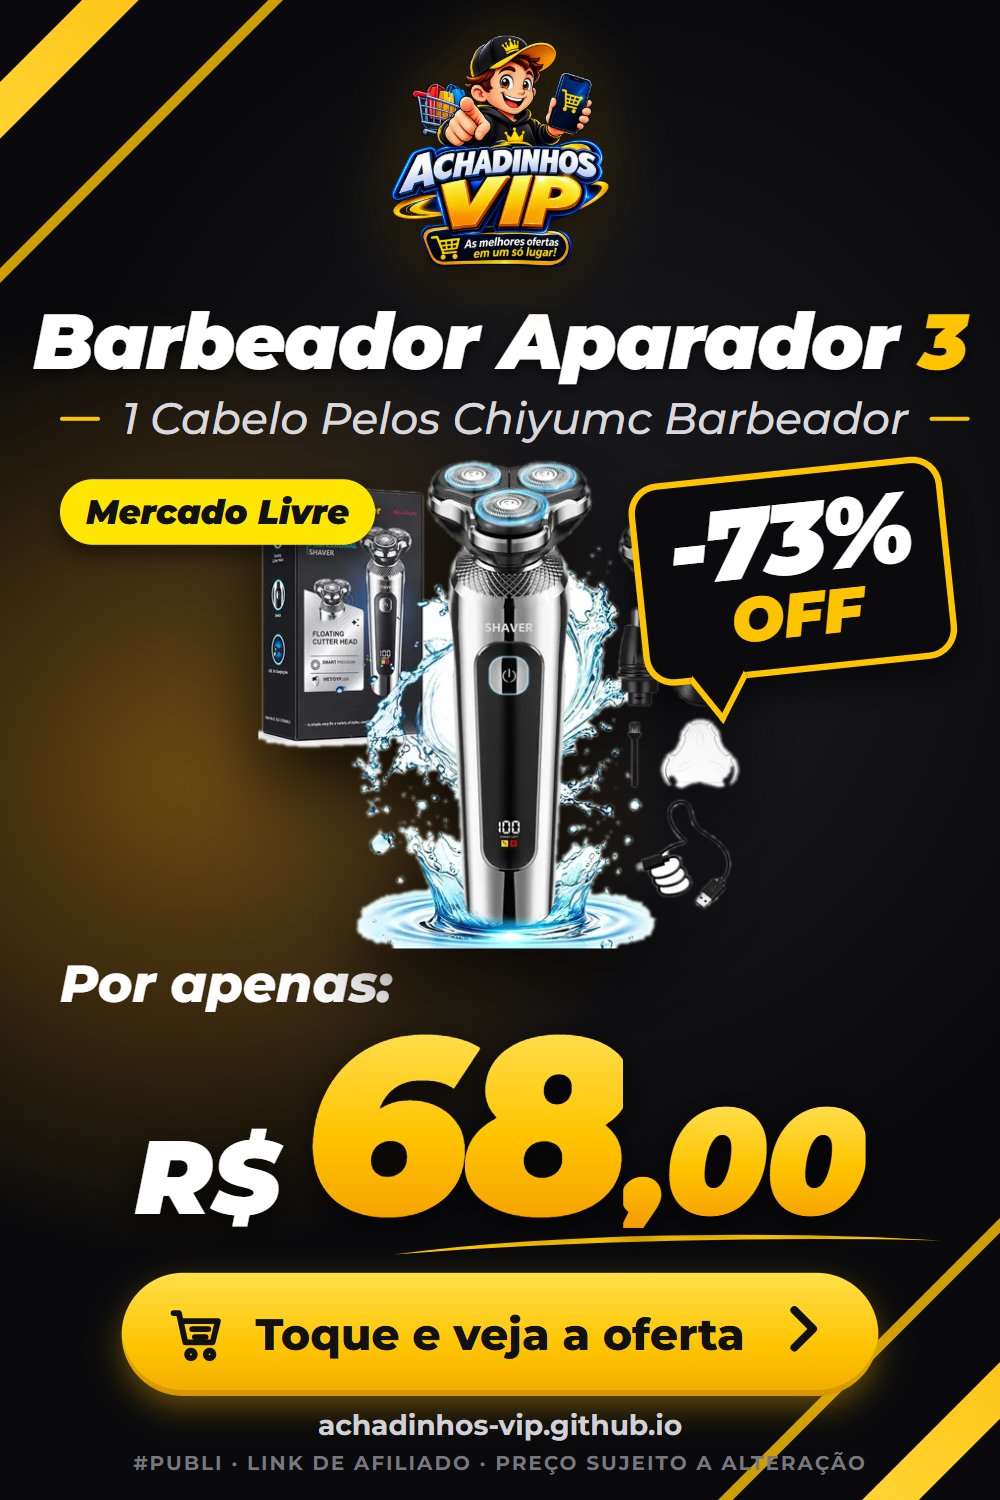 ACHADINHOS
VIP
As melhores ofertas
em um só lugar!
Barbeador Aparador 3
1 Cabelo Pelos Chiyumc Barbeador
Mercado Livre
-73%
OFF
SHAVER
FLOATING
CUTTER HEAD
SMART PRECISION
SHAVER
100
Por apenas:
R$ 68,00
Toque e veja a oferta
achadinhos-vip.github.io
#PUBLI · LINK DE AFILIADO · PREÇO SUJEITO A ALTERAÇÃO